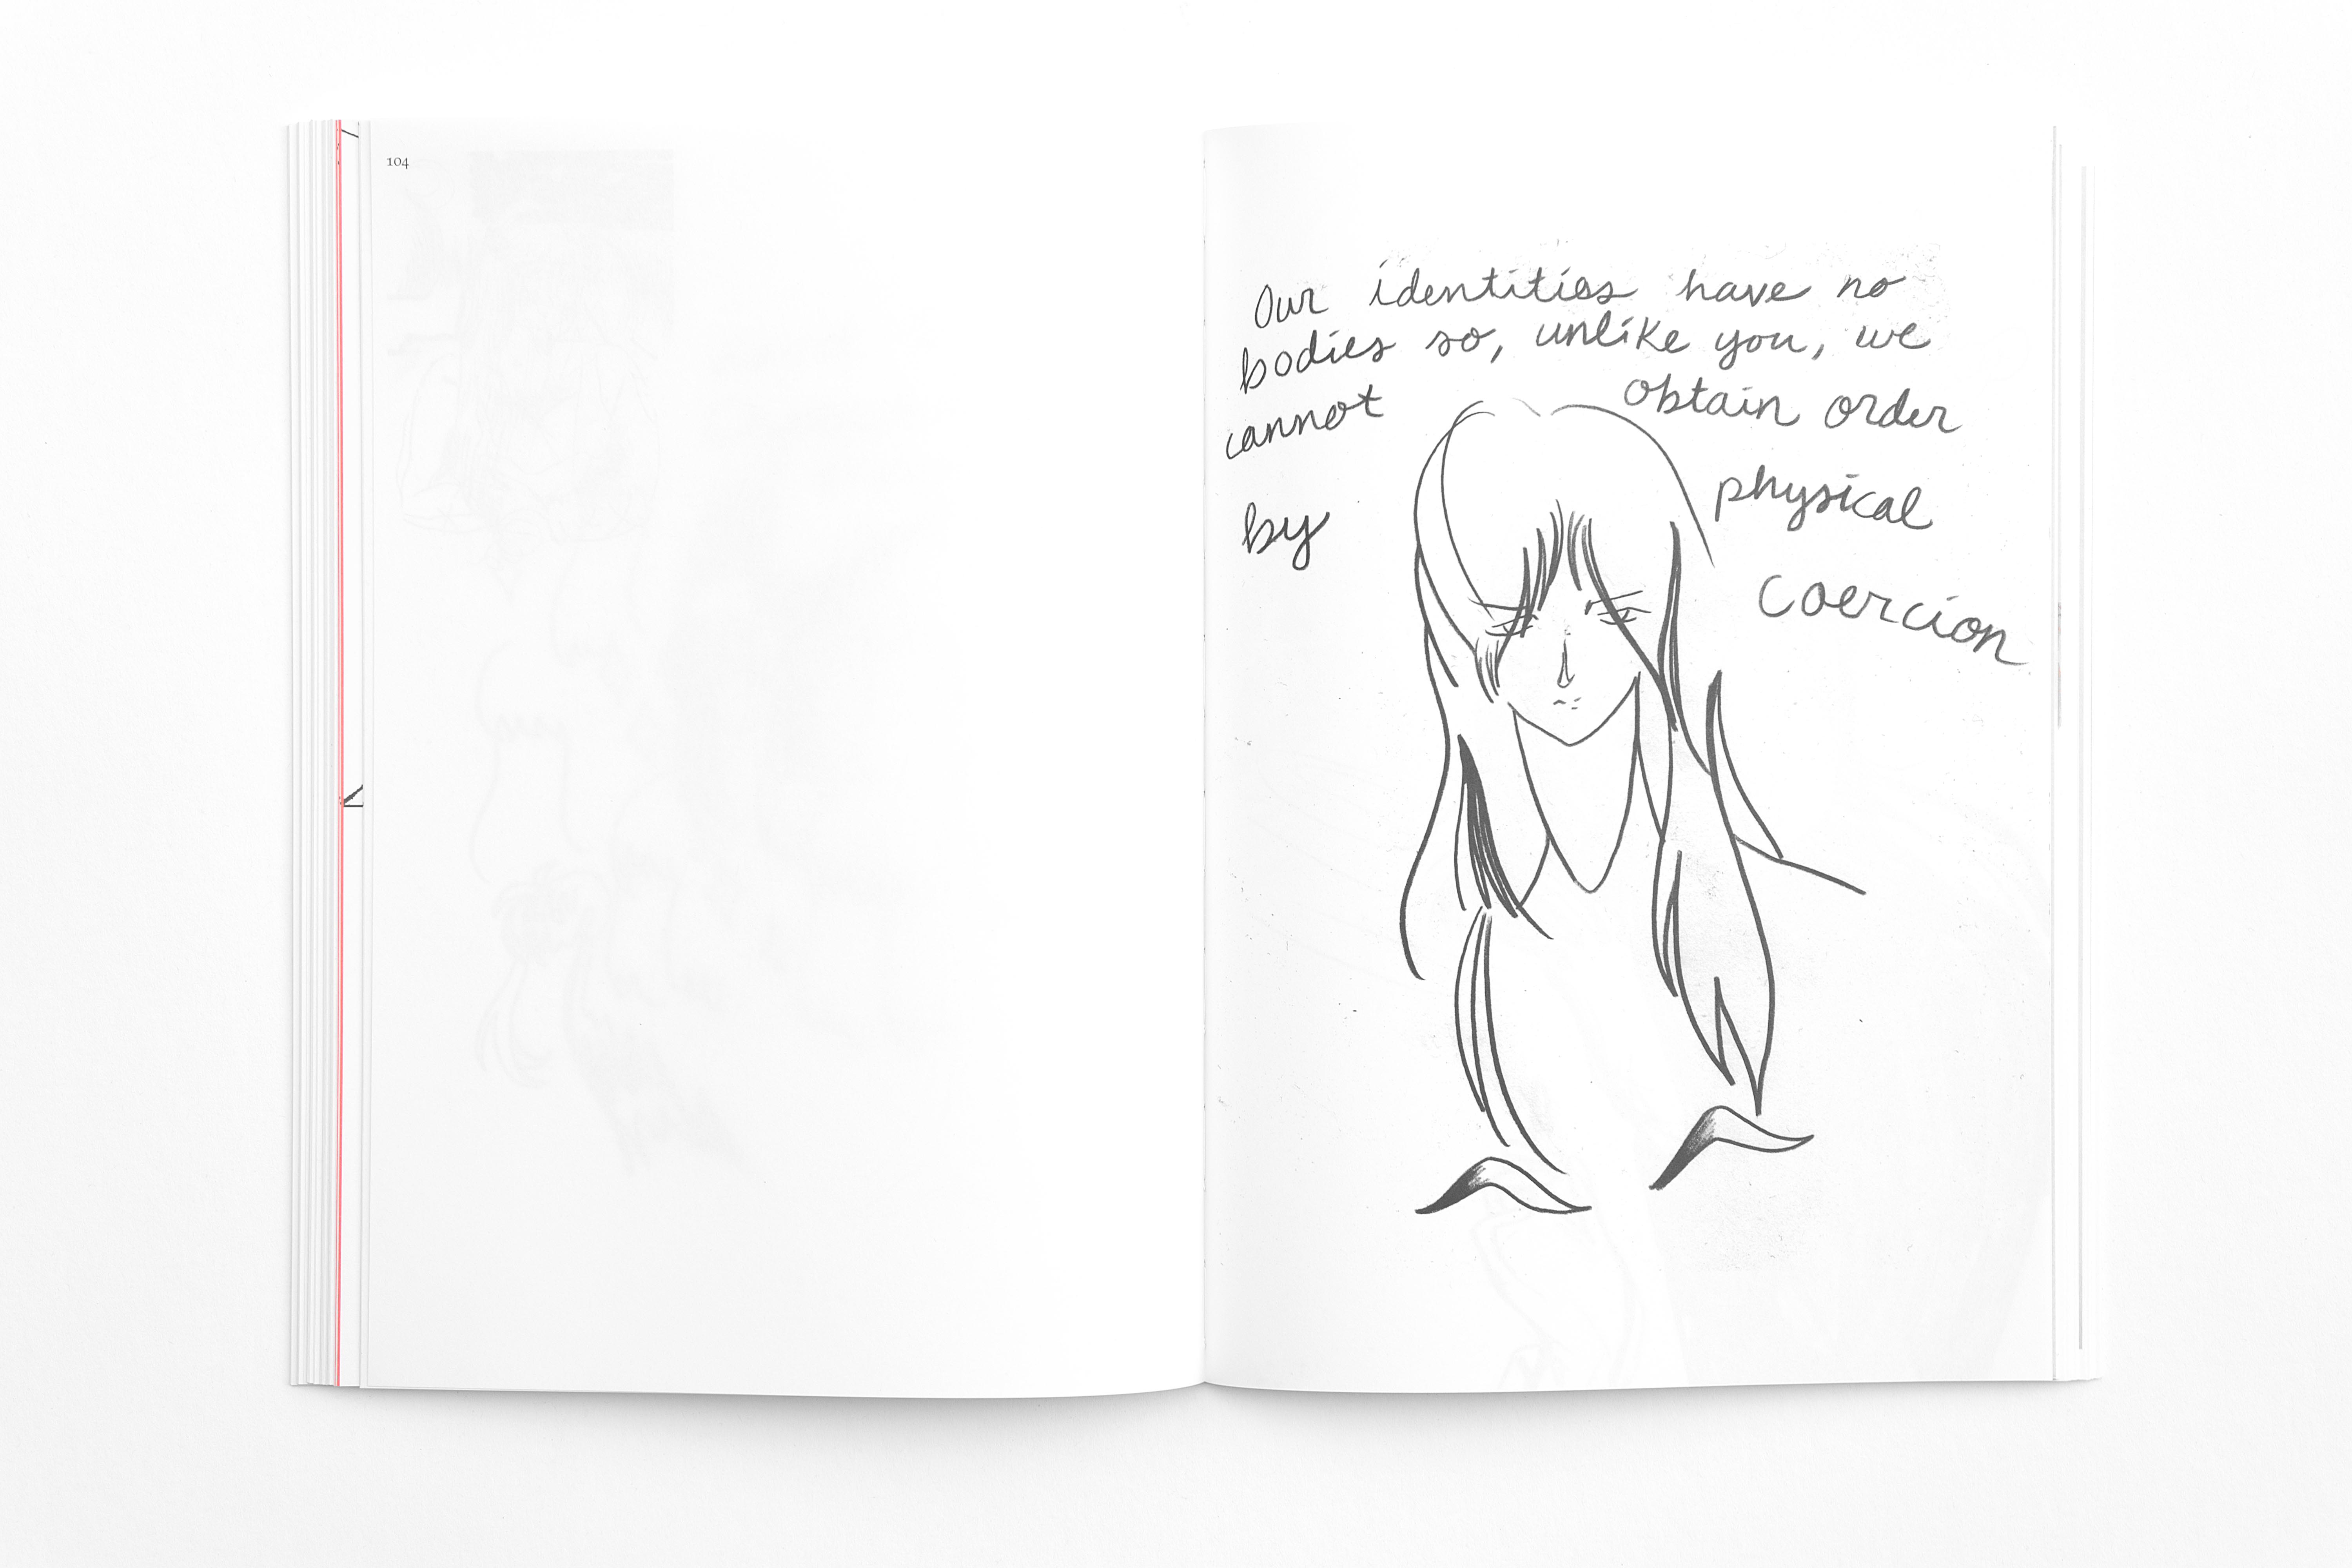 104
Our identities have no
bodies so, unlike you, we
cannot obtain order
by physical
coercion